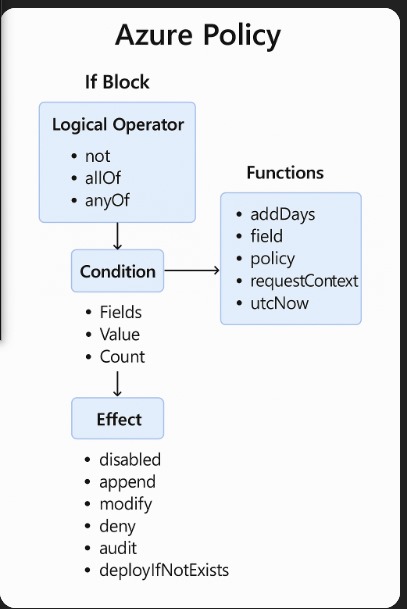 Azure Policy
If Block
Logical Operator
• not
• allOf
• anyOf
Functions
• addDays
• field
• policy
• requestContext
• utcNow
Condition
• Fields
• Value
• Count
Effect
• disabled
• append
• modify
• deny
• audit
• deployIfNotExists